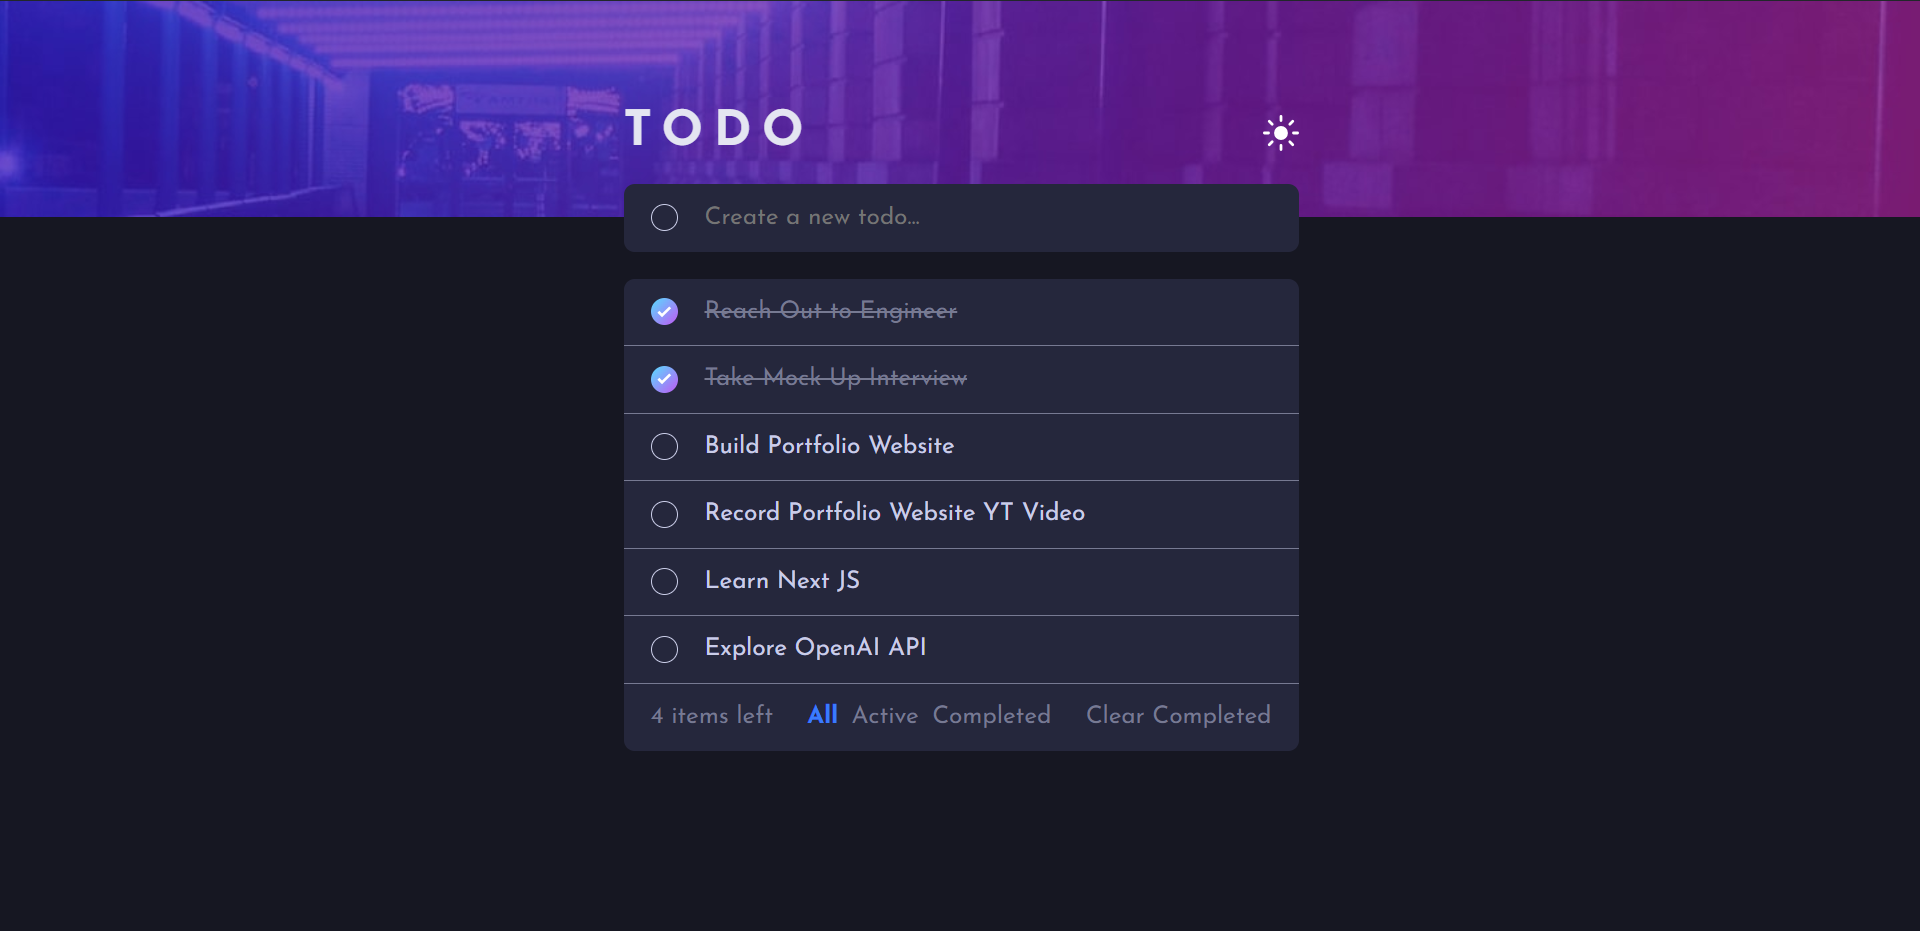 TODO
Create a new todo...
Reach Out to Engineer
Take Mock Up Interview
Build Portfolio Website
Record Portfolio Website YT Video
Learn Next JS
Explore OpenAI API
4 items left All Active Completed Clear Completed